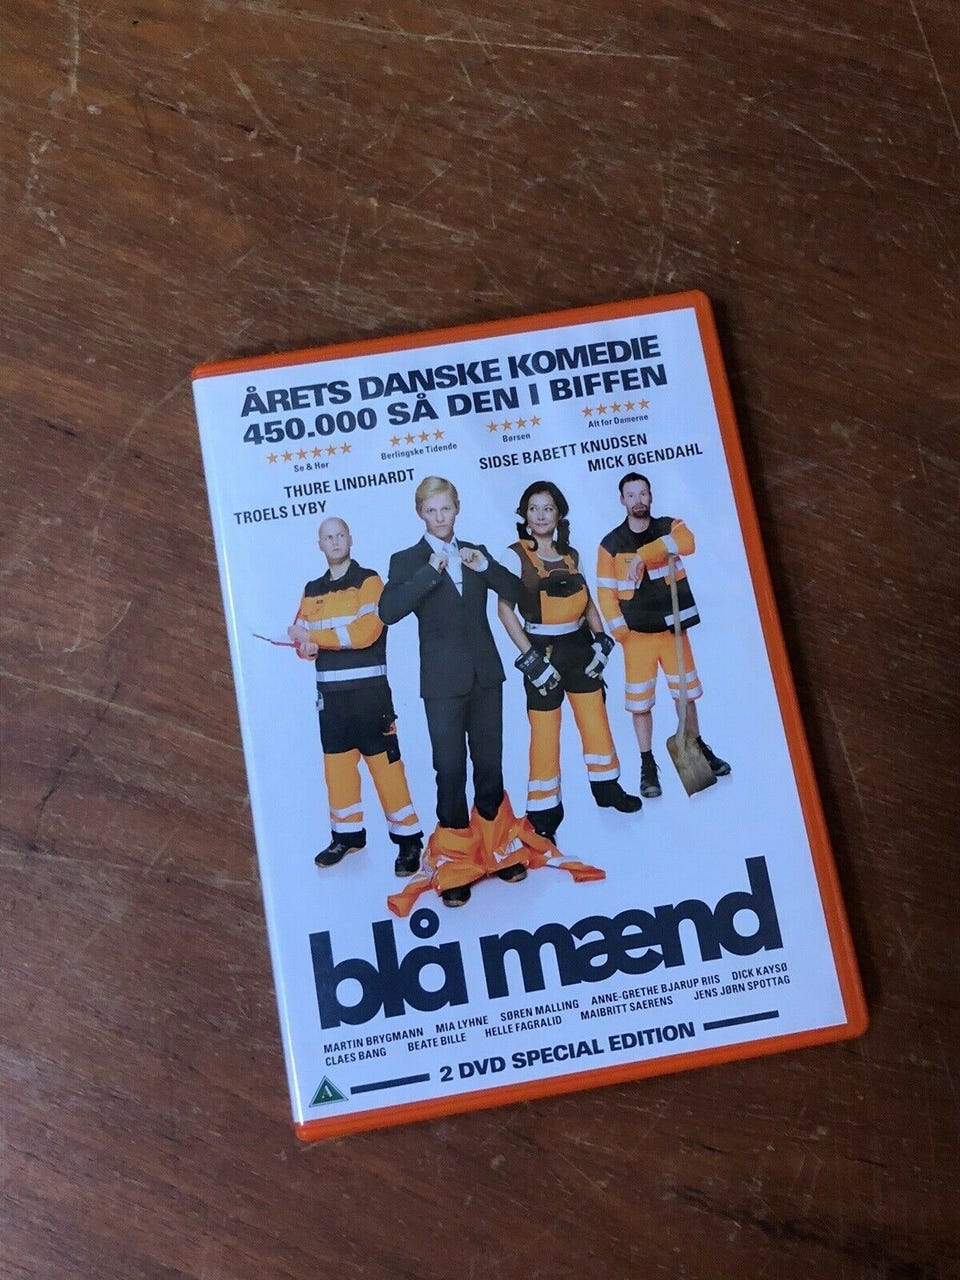 ÅRETS DANSKE KOMEDIE
450.000 SÅ DEN I BIFFEN
Se & Hør
Berlingske Tidende
Børsen
Alt for Damerne
TROELS LYBY
THURE LINDHARDT
SIDSE BABETT KNUDSEN
MICK ØGENDAHL
blå mænd
MARTIN BRYGMANN MIA LYHNE SØREN MALLING ANNE-GRETHE BJARUP RIIS DICK KAYSØ
CLAES BANG BEATE BILLE HELLE FAGRALID MAIBRITT SAERENS JENS JØRN SPOTTAG
2 DVD SPECIAL EDITION
A